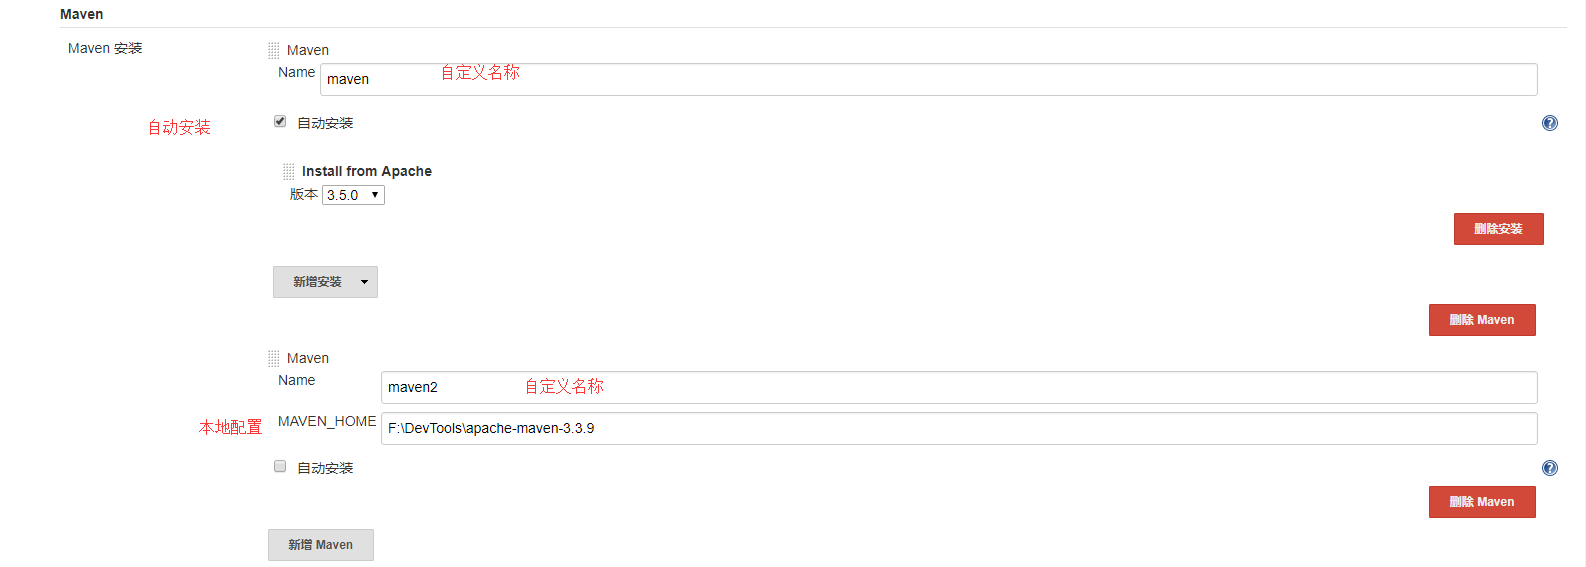 Maven
Maven 安装
Maven
Name
maven
自定义名称
自动安装
自动安装
Install from Apache
版本 3.5.0
删除安装
新增安装
删除 Maven
Maven
Name
maven2
自定义名称
本地配置
MAVEN_HOME
F:\DevTools\apache-maven-3.3.9
自动安装
删除 Maven
新增 Maven